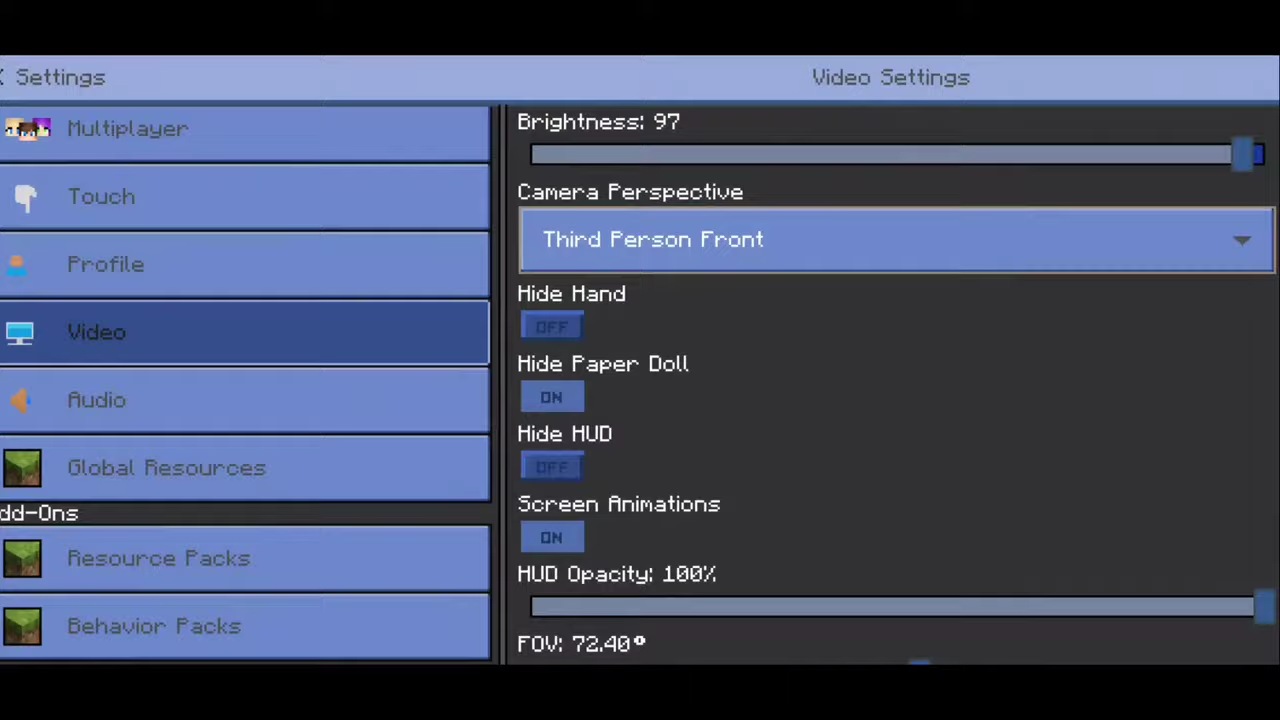 Settings
Video Settings
Multiplayer
Touch
Profile
Video
Audio
Global Resources
dd-Ons
Resource Packs
Behavior Packs
Brightness: 97
Camera Perspective
Third Person Front
Hide Hand
OFF
Hide Paper Doll
ON
Hide HUD
OFF
Screen Animations
ON
HUD Opacity: 100%
FOV: 72.40°